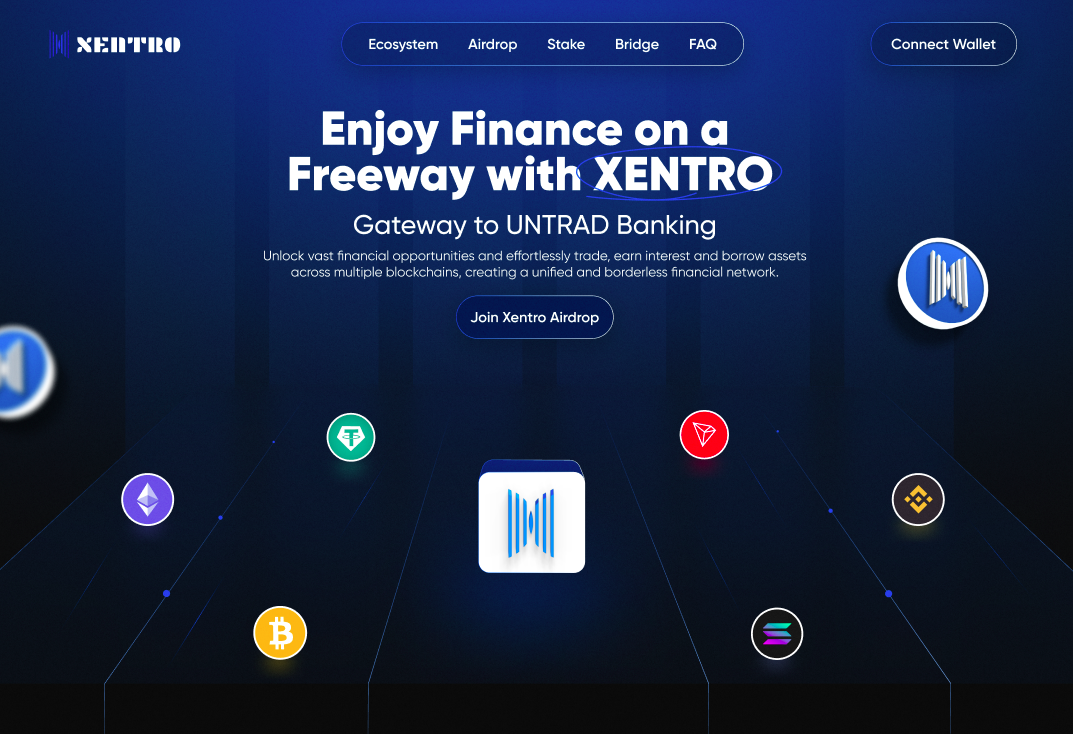 XENTRO
Ecosystem
Airdrop
Stake
Bridge
FAQ
Connect Wallet
Enjoy Finance on a
Freeway with XENTRO
Gateway to UNTRAD Banking
Unlock vast financial opportunities and effortlessly trade, earn interest and borrow assets
across multiple blockchains, creating a unified and borderless financial network.
Join Xentro Airdrop